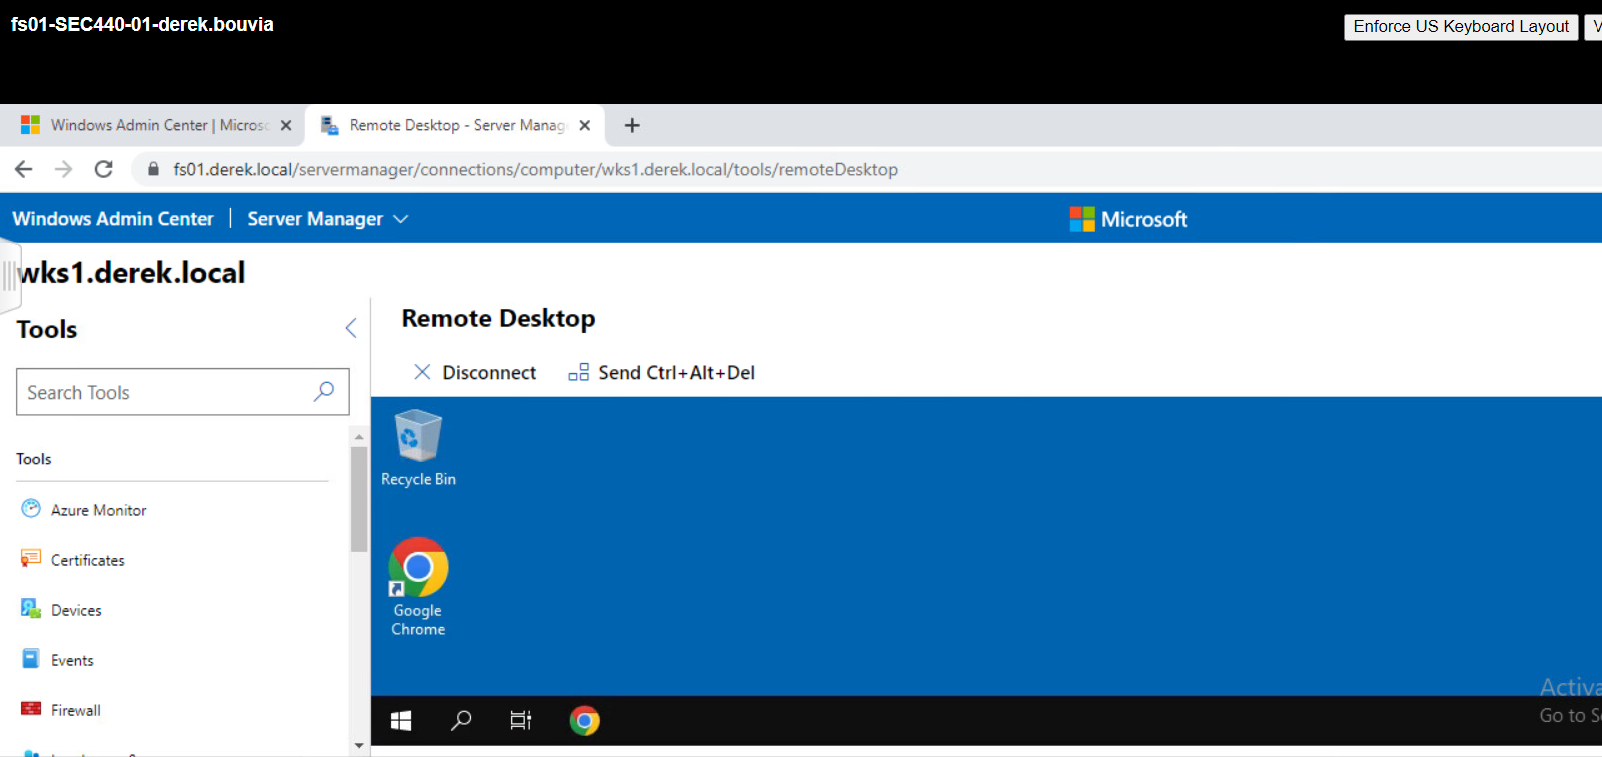 fs01-SEC440-01-derek.bouvia
Enforce US Keyboard Layout
V
Windows Admin Center | Micros
Remote Desktop - Server Manag
fs01.derek.local/servermanager/connections/computer/wks1.derek.local/tools/remoteDesktop
Windows Admin Center
Server Manager
Microsoft
wks1.derek.local
Tools
Search Tools
Tools
Azure Monitor
Certificates
Devices
Events
Firewall
Remote Desktop
Disconnect
Send Ctrl+Alt+Del
Recycle Bin
Google
Chrome
Activa
Go to S